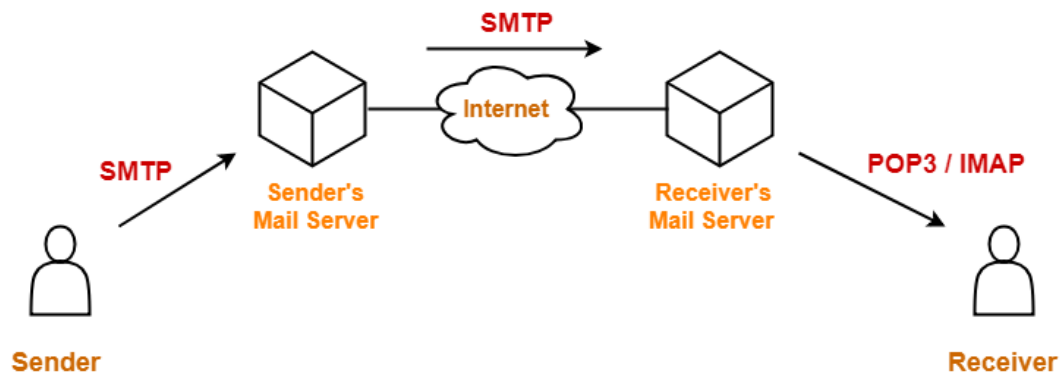 SMTP
Internet
SMTP
Sender's
Mail Server
Receiver's
Mail Server
POP3 / IMAP
Sender
Receiver